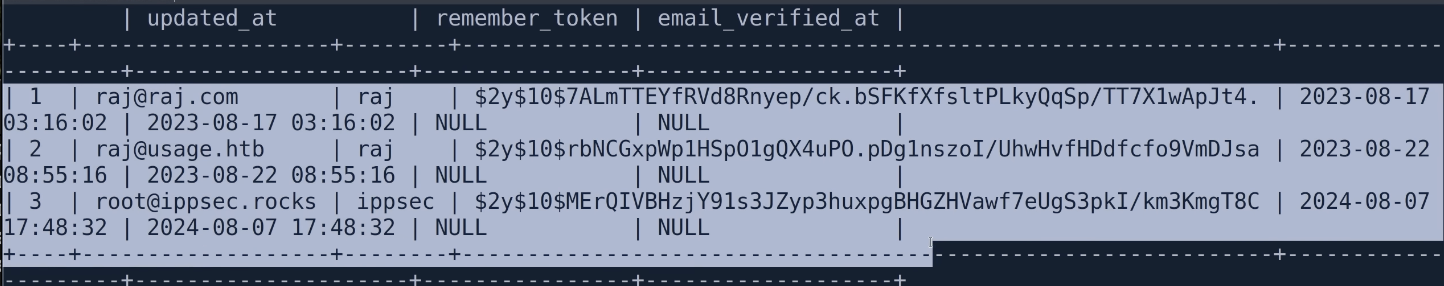 | updated_at | remember_token | email_verified_at |
+----+--------------------+--------+--------------------------------------------------------------+------------
---------+---------------------+----------------+-------------------+
| 1 | raj@raj.com | raj | $2y$10$7ALmTTEYfRVd8Rnyep/ck.bSFKfXfsltPLkyQqSp/TT7X1wApJt4. | 2023-08-17
03:16:02 | 2023-08-17 03:16:02 | NULL | NULL |
| 2 | raj@usage.htb | raj | $2y$10$rbNCGxpWp1HSpO1gQX4uPO.pDg1nszoI/UhwHvfHDdfcfo9VmDJsa | 2023-08-22
08:55:16 | 2023-08-22 08:55:16 | NULL | NULL |
| 3 | root@ippsec.rocks | ippsec | $2y$10$MErQIVBHzjY91s3JZyp3huxpgBHGZHVawf7eUgS3pkI/km3KmgT8C | 2024-08-07
17:48:32 | 2024-08-07 17:48:32 | NULL | NULL |
+----+--------------------+--------+--------------------------------------------------------------+------------
---------+---------------------+----------------+-------------------+